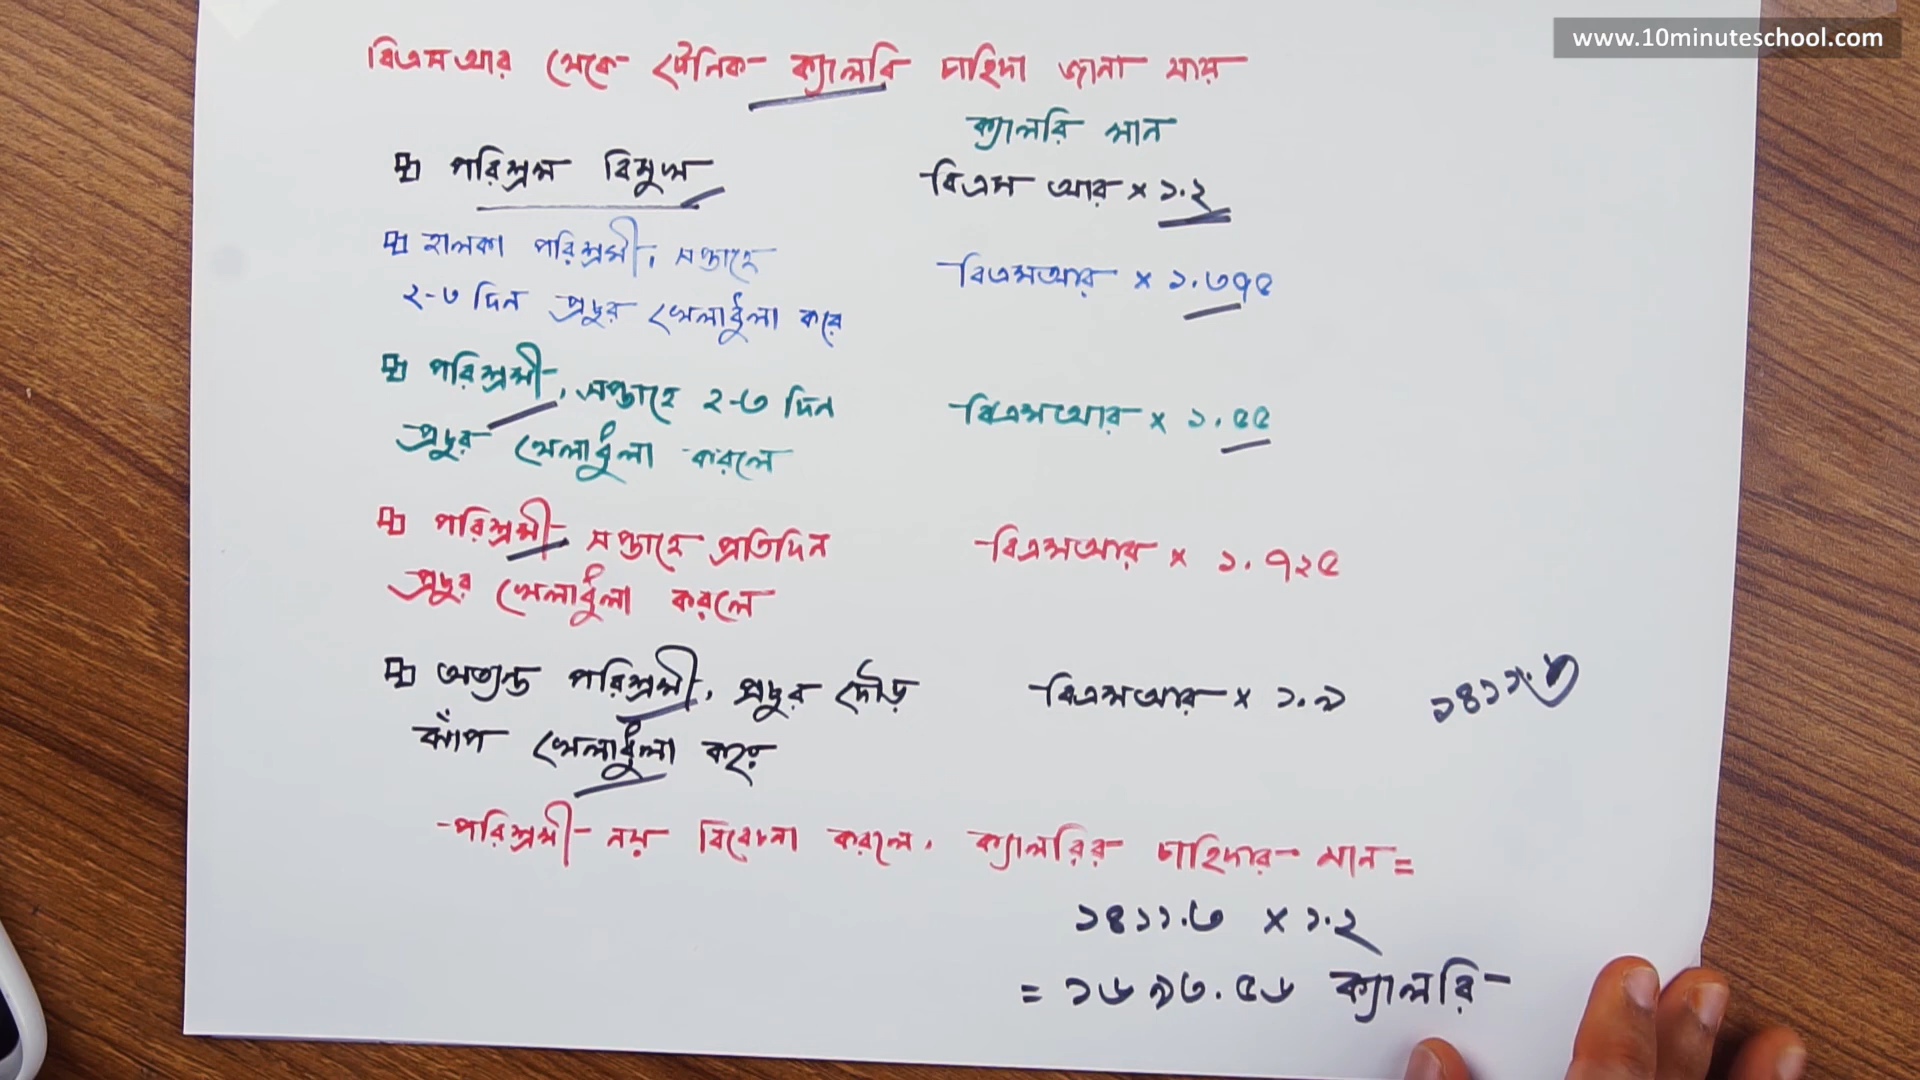 www.10minuteschool.com
বিএমআর থেকে দৈনিক ক্যালরি চাহিদা জানা যায়
ক্যালরি মান
পরিশ্রম বিমুখ
বিএম আর × ১.২
হালকা পরিশ্রমী, সপ্তাহে
২-৩ দিন প্রচুর খেলাধুলা করে
বিএমআর × ১.৩৭৫
পরিশ্রমী, সপ্তাহে ২-৩ দিন
প্রচুর খেলাধুলা করলে
বিএমআর × ১.৫৫
পরিশ্রমী সপ্তাহে প্রতিদিন
প্রচুর খেলাধুলা করলে
বিএমআর × ১.৭২৫
অত্যন্ত পরিশ্রমী, প্রচুর দৌড়
ঝাঁপ খেলাধুলা করে
বিএমআর × ১.৯
১৪১১.৩
পরিশ্রমী নয় বিবেচনা করলে, ক্যালরির চাহিদার মান =
১৪১১.৩ × ১.২
= ১৬৯৩.৫৬ ক্যালরি